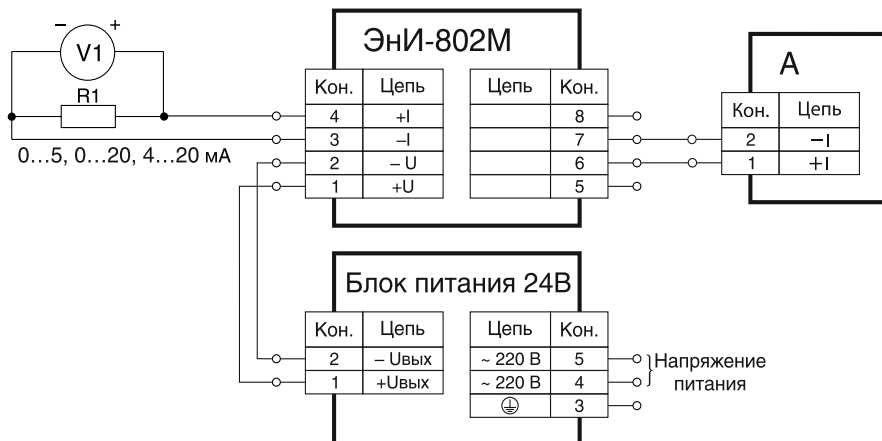 ЭнИ-802М
Кон. Цепь
4 +I
3 –I
2 – U
1 +U
Цепь Кон.
8
7
6
5
– +
V1
R1
0...5, 0...20, 4...20 мА
А
Кон. Цепь
2 –I
1 +I
Блок питания 24В
Кон. Цепь
2 – Uвых
1 +Uвых
Цепь Кон.
~ 220 В 5
~ 220 В 4
3
Напряжение
питания